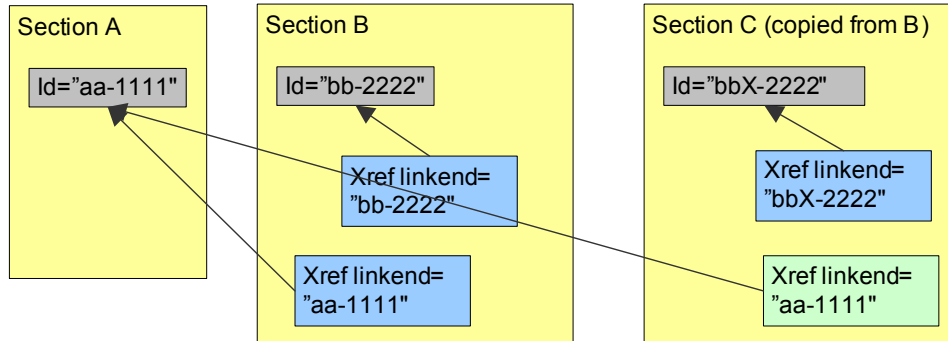 Section A
Id=”aa-1111"
Section B
Id=”bb-2222"
Xref linkend=
”bb-2222"
Xref linkend=
”aa-1111"
Section C (copied from B)
Id=”bbX-2222"
Xref linkend=
”bbX-2222"
Xref linkend=
”aa-1111"